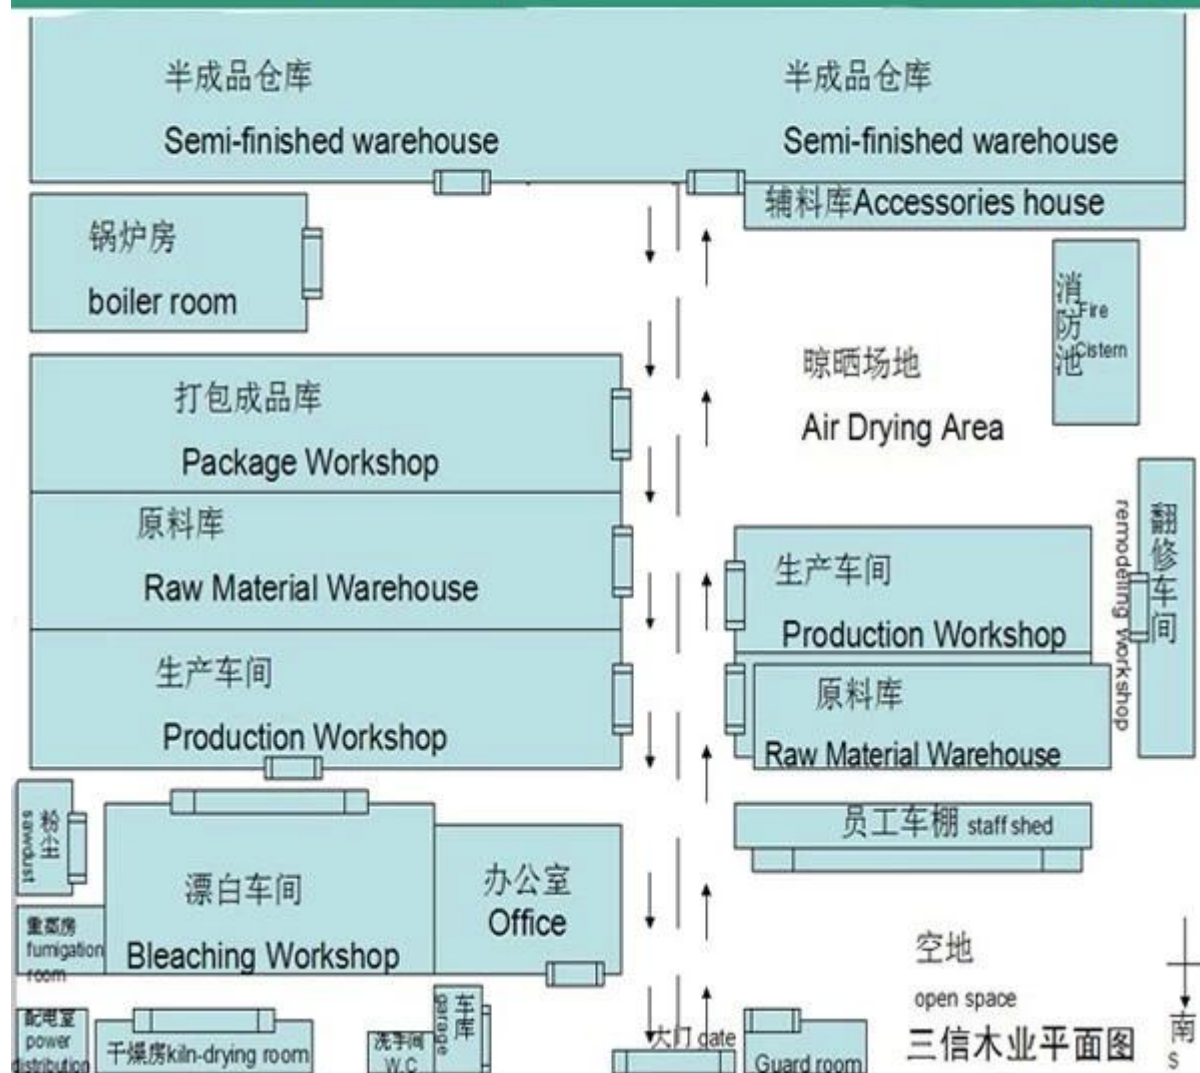 半成品仓库
Semi-finished warehouse
半成品仓库
Semi-finished warehouse
辅料库Accessories house
锅炉房
boiler room
消防池
Fire
Cistern
晾晒场地
Air Drying Area
打包成品库
Package Workshop
原料库
Raw Material Warehouse
生产车间
Production Workshop
生产车间
Production Workshop
原料库
Raw Material Warehouse
翻修车间
remodeling workshop
粉尘
sawdust
漂白车间
Bleaching Workshop
办公室
Office
员工车棚 staff shed
重蒸房
fumigation
room
空地
open space
配电室
power
distribution
干燥房kiln-drying room
洗手间
W.C
车库
garage
大门 gate
Guard room
三信木业平面图
南
S